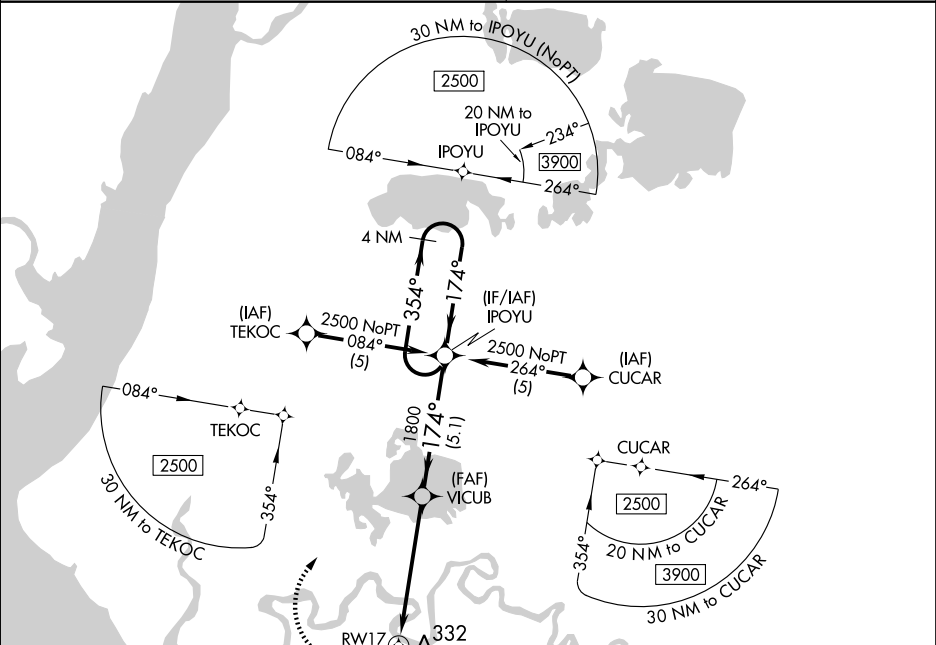 30 NM to IPOYU (NoPT)
2500
20 NM to
IPOYU
234°
IPOYU
084°
3900
264°
4 NM
354°
174°
(IF/IAF)
IPOYU
(IAF)
TEKOC
2500 NoPT
084°
(5)
2500 NoPT
264°
(5)
(IAF)
CUCAR
084°
TEKOC
2500
354°
30 NM to TEKOC
1800
174°
(5.1)
(FAF)
VICUB
CUCAR
264°
2500
354°
20 NM to CUCAR
3900
30 NM to CUCAR
RW17
332